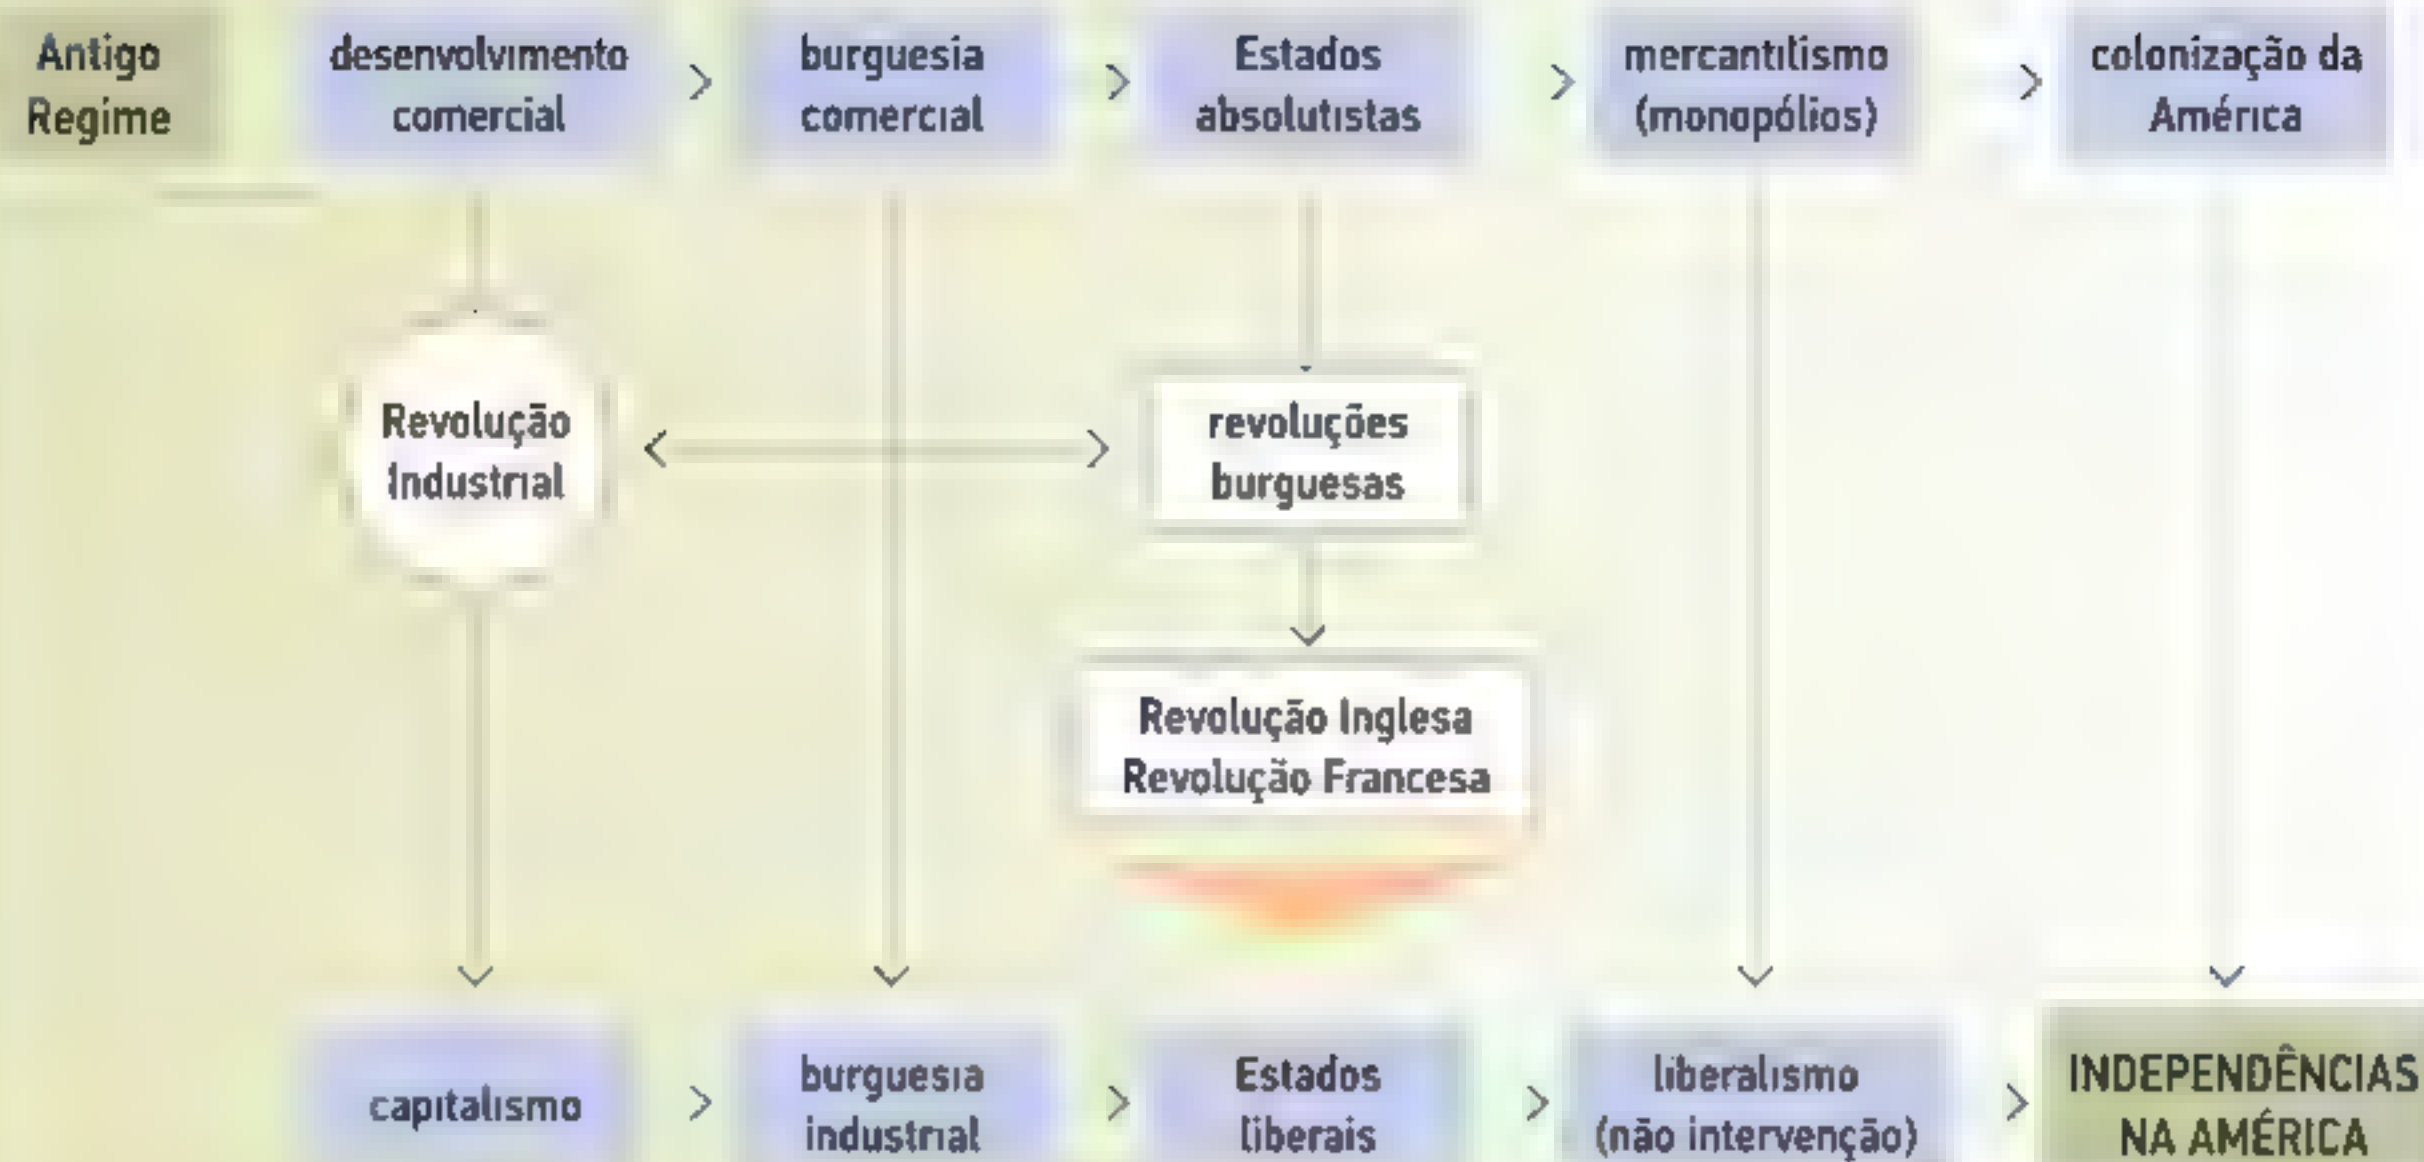 Antigo
Regime
desenvolvimento
comercial
burguesia
comercial
Estados
absolutistas
mercantilismo
(monopólios)
colonização da
América
Revolução
Industrial
revoluções
burguesas
Revolução Inglesa
Revolução Francesa
capitalismo
burguesia
industrial
Estados
liberais
liberalismo
(não intervenção)
INDEPENDÊNCIAS
NA AMÉRICA